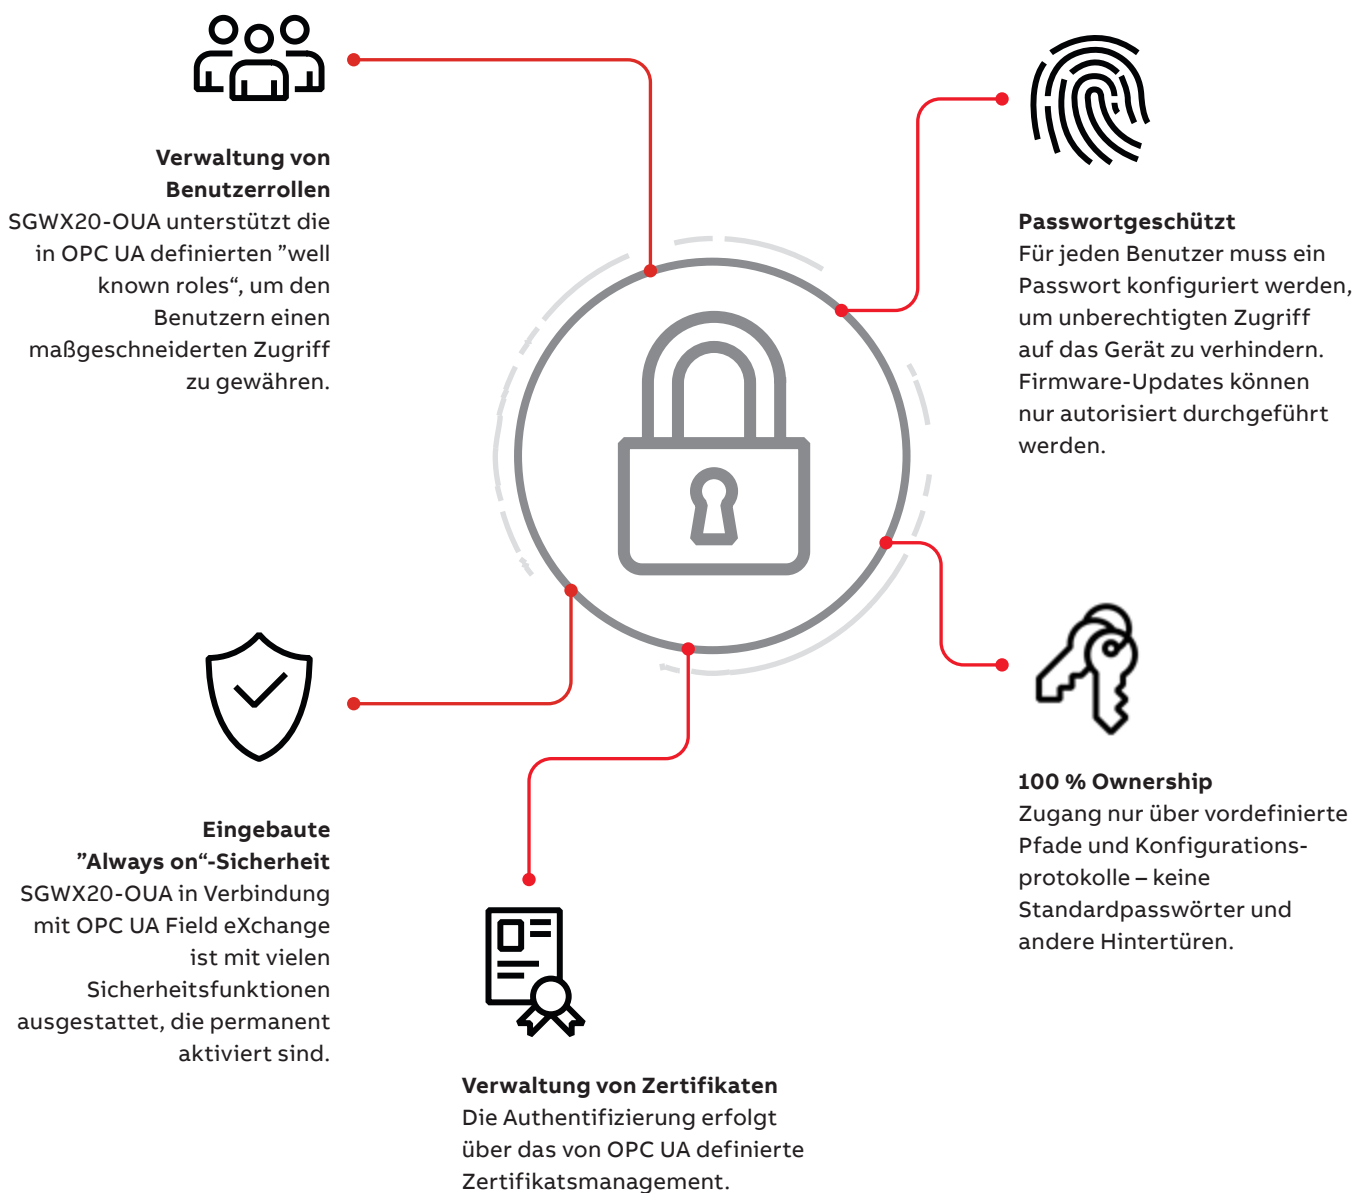 Verwaltung von
Benutzerrollen
SGWX20-OUA unterstützt die
in OPC UA definierten ”well
known roles“, um den
Benutzern einen
maßgeschneiderten Zugriff
zu gewähren.
Passwortgeschützt
Für jeden Benutzer muss ein
Passwort konfiguriert werden,
um unberechtigten Zugriff
auf das Gerät zu verhindern.
Firmware-Updates können
nur autorisiert durchgeführt
werden.
100 % Ownership
Zugang nur über vordefinierte
Pfade und Konfigurations-
protokolle – keine
Standardpasswörter und
andere Hintertüren.
Eingebaute
”Always on“-Sicherheit
SGWX20-OUA in Verbindung
mit OPC UA Field eXchange
ist mit vielen
Sicherheitsfunktionen
ausgestattet, die permanent
aktiviert sind.
Verwaltung von Zertifikaten
Die Authentifizierung erfolgt
über das von OPC UA definierte
Zertifikatsmanagement.